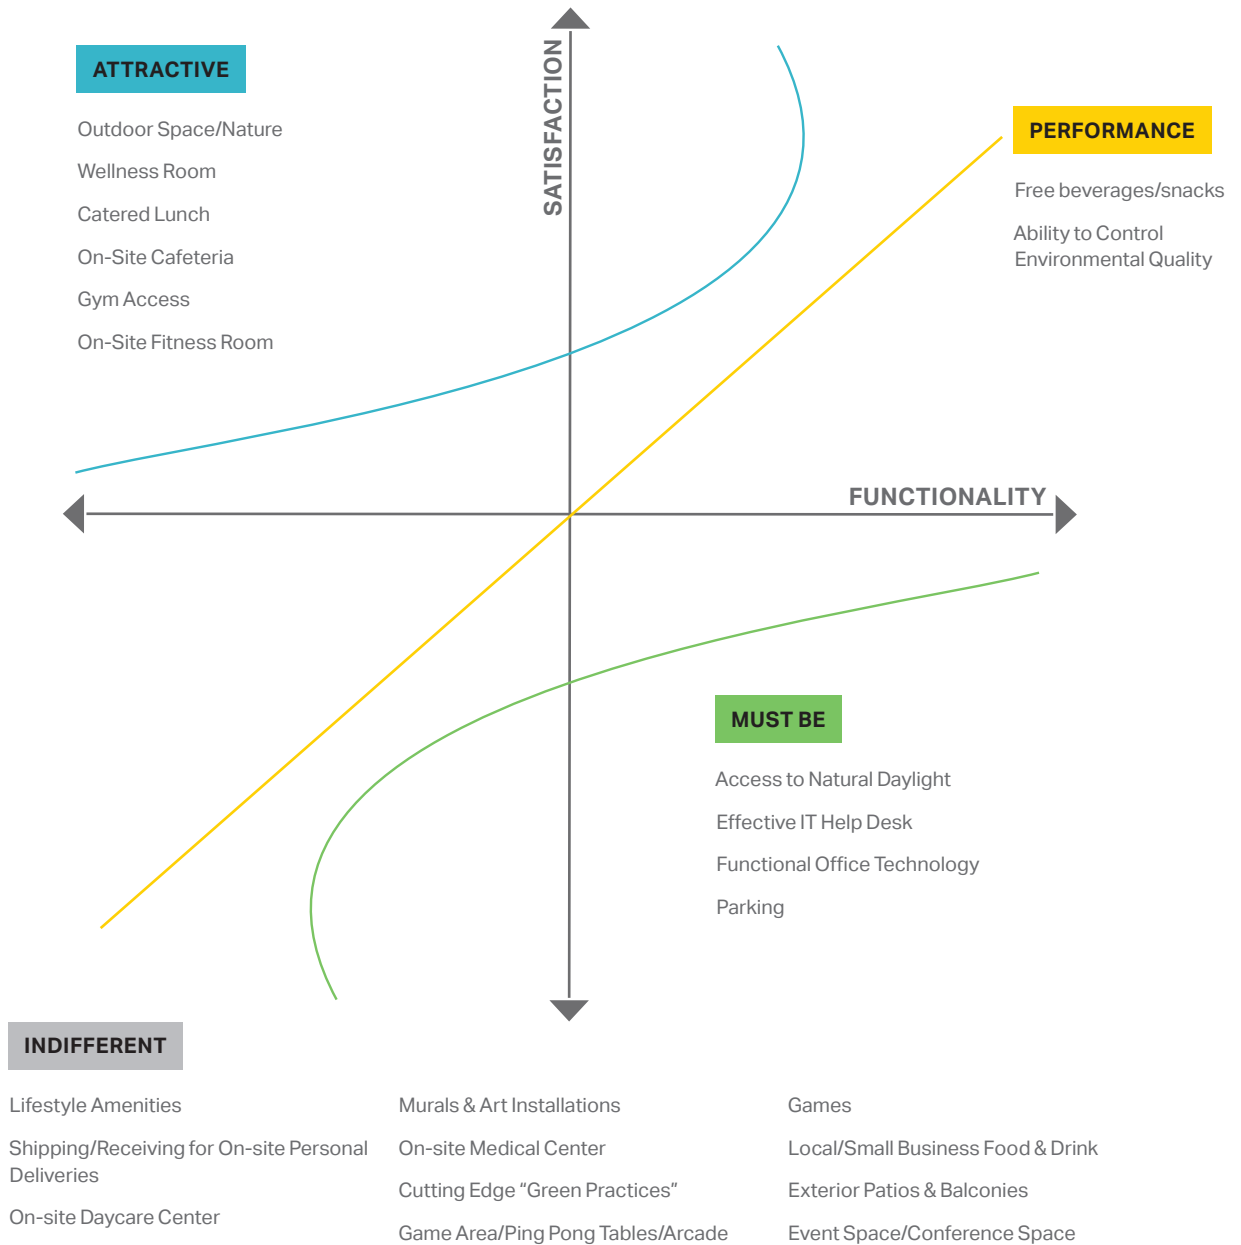 ATTRACTIVE
Outdoor Space/Nature
Wellness Room
Catered Lunch
On-Site Cafeteria
Gym Access
On-Site Fitness Room
SATISFACTION
PERFORMANCE
Free beverages/snacks
Ability to Control
Environmental Quality
FUNCTIONALITY
MUST BE
Access to Natural Daylight
Effective IT Help Desk
Functional Office Technology
Parking
INDIFFERENT
Lifestyle Amenities
Shipping/Receiving for On-site Personal
Deliveries
On-site Daycare Center
Murals & Art Installations
On-site Medical Center
Cutting Edge “Green Practices”
Game Area/Ping Pong Tables/Arcade
Games
Local/Small Business Food & Drink
Exterior Patios & Balconies
Event Space/Conference Space